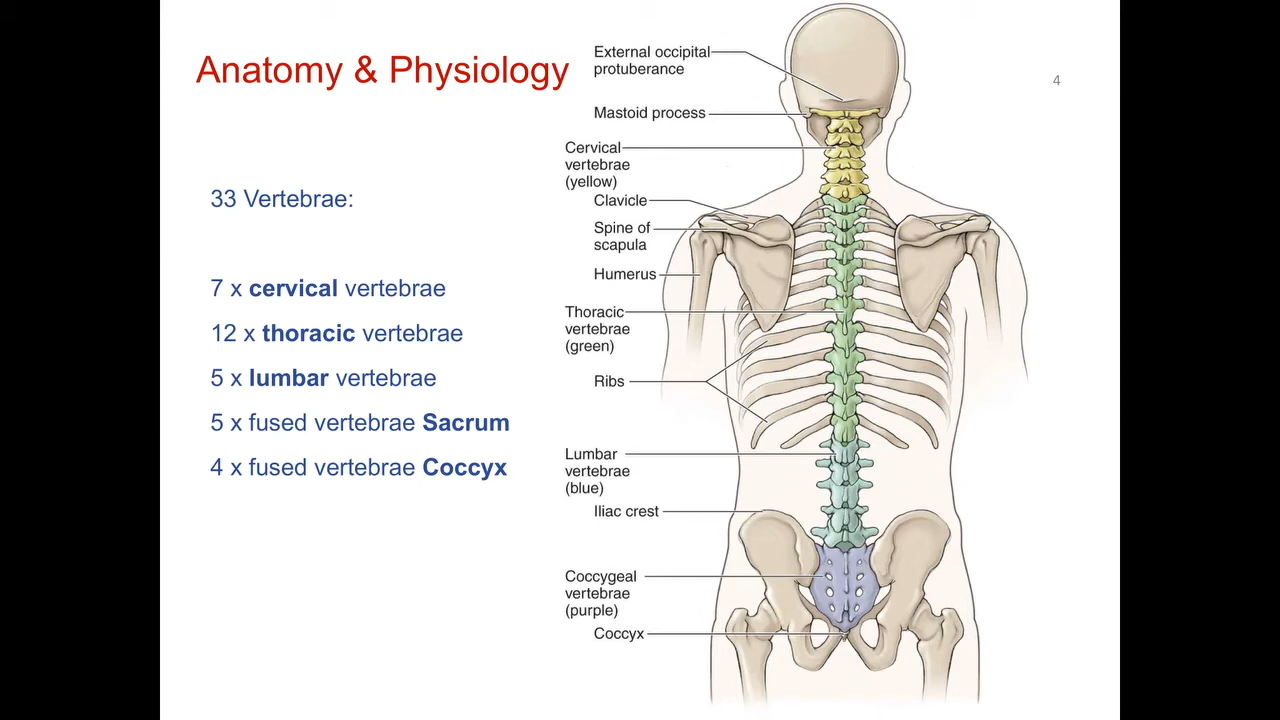 Anatomy & Physiology
4
33 Vertebrae:
7 x cervical vertebrae
12 x thoracic vertebrae
5 x lumbar vertebrae
5 x fused vertebrae Sacrum
4 x fused vertebrae Coccyx
External occipital
protuberance
Mastoid process
Cervical
vertebrae
(yellow)
Clavicle
Spine of
scapula
Humerus
Thoracic
vertebrae
(green)
Ribs
Lumbar
vertebrae
(blue)
Iliac crest
Coccygeal
vertebrae
(purple)
Coccyx